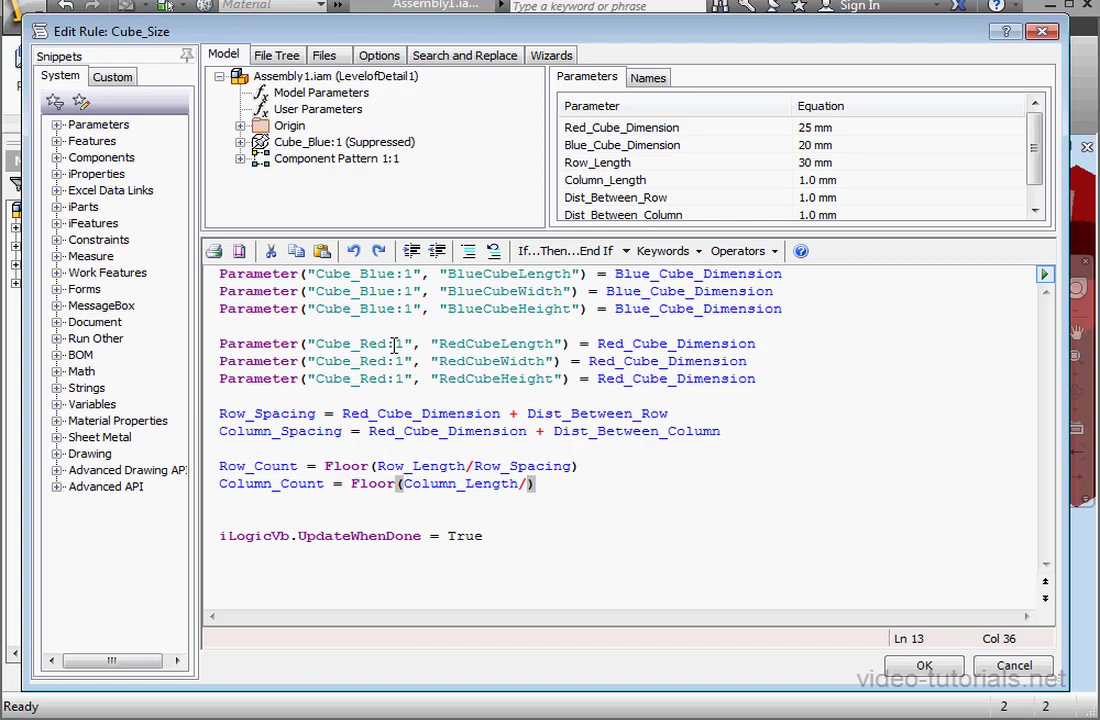 Material
Assembly1.ia...
Type a keyword or phrase
Sign In
Edit Rule: Cube_Size
Snippets
System
Custom
Parameters
Features
Components
iProperties
Excel Data Links
iParts
iFeatures
Constraints
Measure
Work Features
Forms
MessageBox
Document
Run Other
BOM
Math
Strings
Variables
Material Properties
Sheet Metal
Drawing
Advanced Drawing AP
Advanced API
Model
File Tree
Files
Options
Search and Replace
Wizards
Assembly1.iam (LevelofDetail1)
Model Parameters
User Parameters
Origin
Cube_Blue:1 (Suppressed)
Component Pattern 1:1
Parameters
Names
Parameter Equation
Red_Cube_Dimension 25 mm
Blue_Cube_Dimension 20 mm
Row_Length 30 mm
Column_Length 1.0 mm
Dist_Between_Row 1.0 mm
Dist_Between_Column 1.0 mm
If...Then...End If
Keywords
Operators
Parameter("Cube_Blue:1", "BlueCubeLength") = Blue_Cube_Dimension
Parameter("Cube_Blue:1", "BlueCubeWidth") = Blue_Cube_Dimension
Parameter("Cube_Blue:1", "BlueCubeHeight") = Blue_Cube_Dimension
Parameter("Cube_Red:1", "RedCubeLength") = Red_Cube_Dimension
Parameter("Cube_Red:1", "RedCubeWidth") = Red_Cube_Dimension
Parameter("Cube_Red:1", "RedCubeHeight") = Red_Cube_Dimension
Row_Spacing = Red_Cube_Dimension + Dist_Between_Row
Column_Spacing = Red_Cube_Dimension + Dist_Between_Column
Row_Count = Floor(Row_Length/Row_Spacing)
Column_Count = Floor(Column_Length/)
iLogicVb.UpdateWhenDone = True
Ln 13 Col 36
OK
Cancel
video-tutorials.net
Ready
2 2